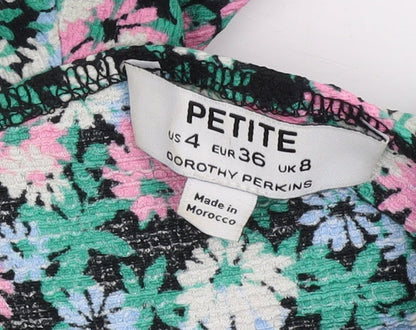 PETITE
US 4 EUR 36 UK 8
DOROTHY PERKINS
Made in
Morocco